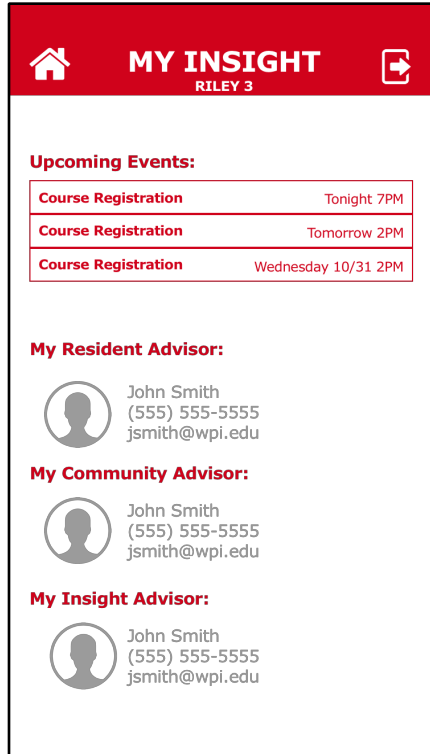 MY INSIGHT
RILEY 3
Upcoming Events:
Course Registration Tonight 7PM
Course Registration Tomorrow 2PM
Course Registration Wednesday 10/31 2PM
My Resident Advisor:
John Smith
(555) 555-5555
jsmith@wpi.edu
My Community Advisor:
John Smith
(555) 555-5555
jsmith@wpi.edu
My Insight Advisor:
John Smith
(555) 555-5555
jsmith@wpi.edu